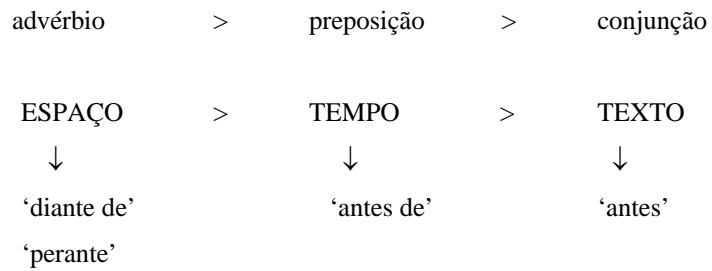 advérbio > preposição > conjunção
ESPAÇO > TEMPO > TEXTO
↓ ↓ ↓
‘diante de’ ‘antes de’ ‘antes’
‘perante’